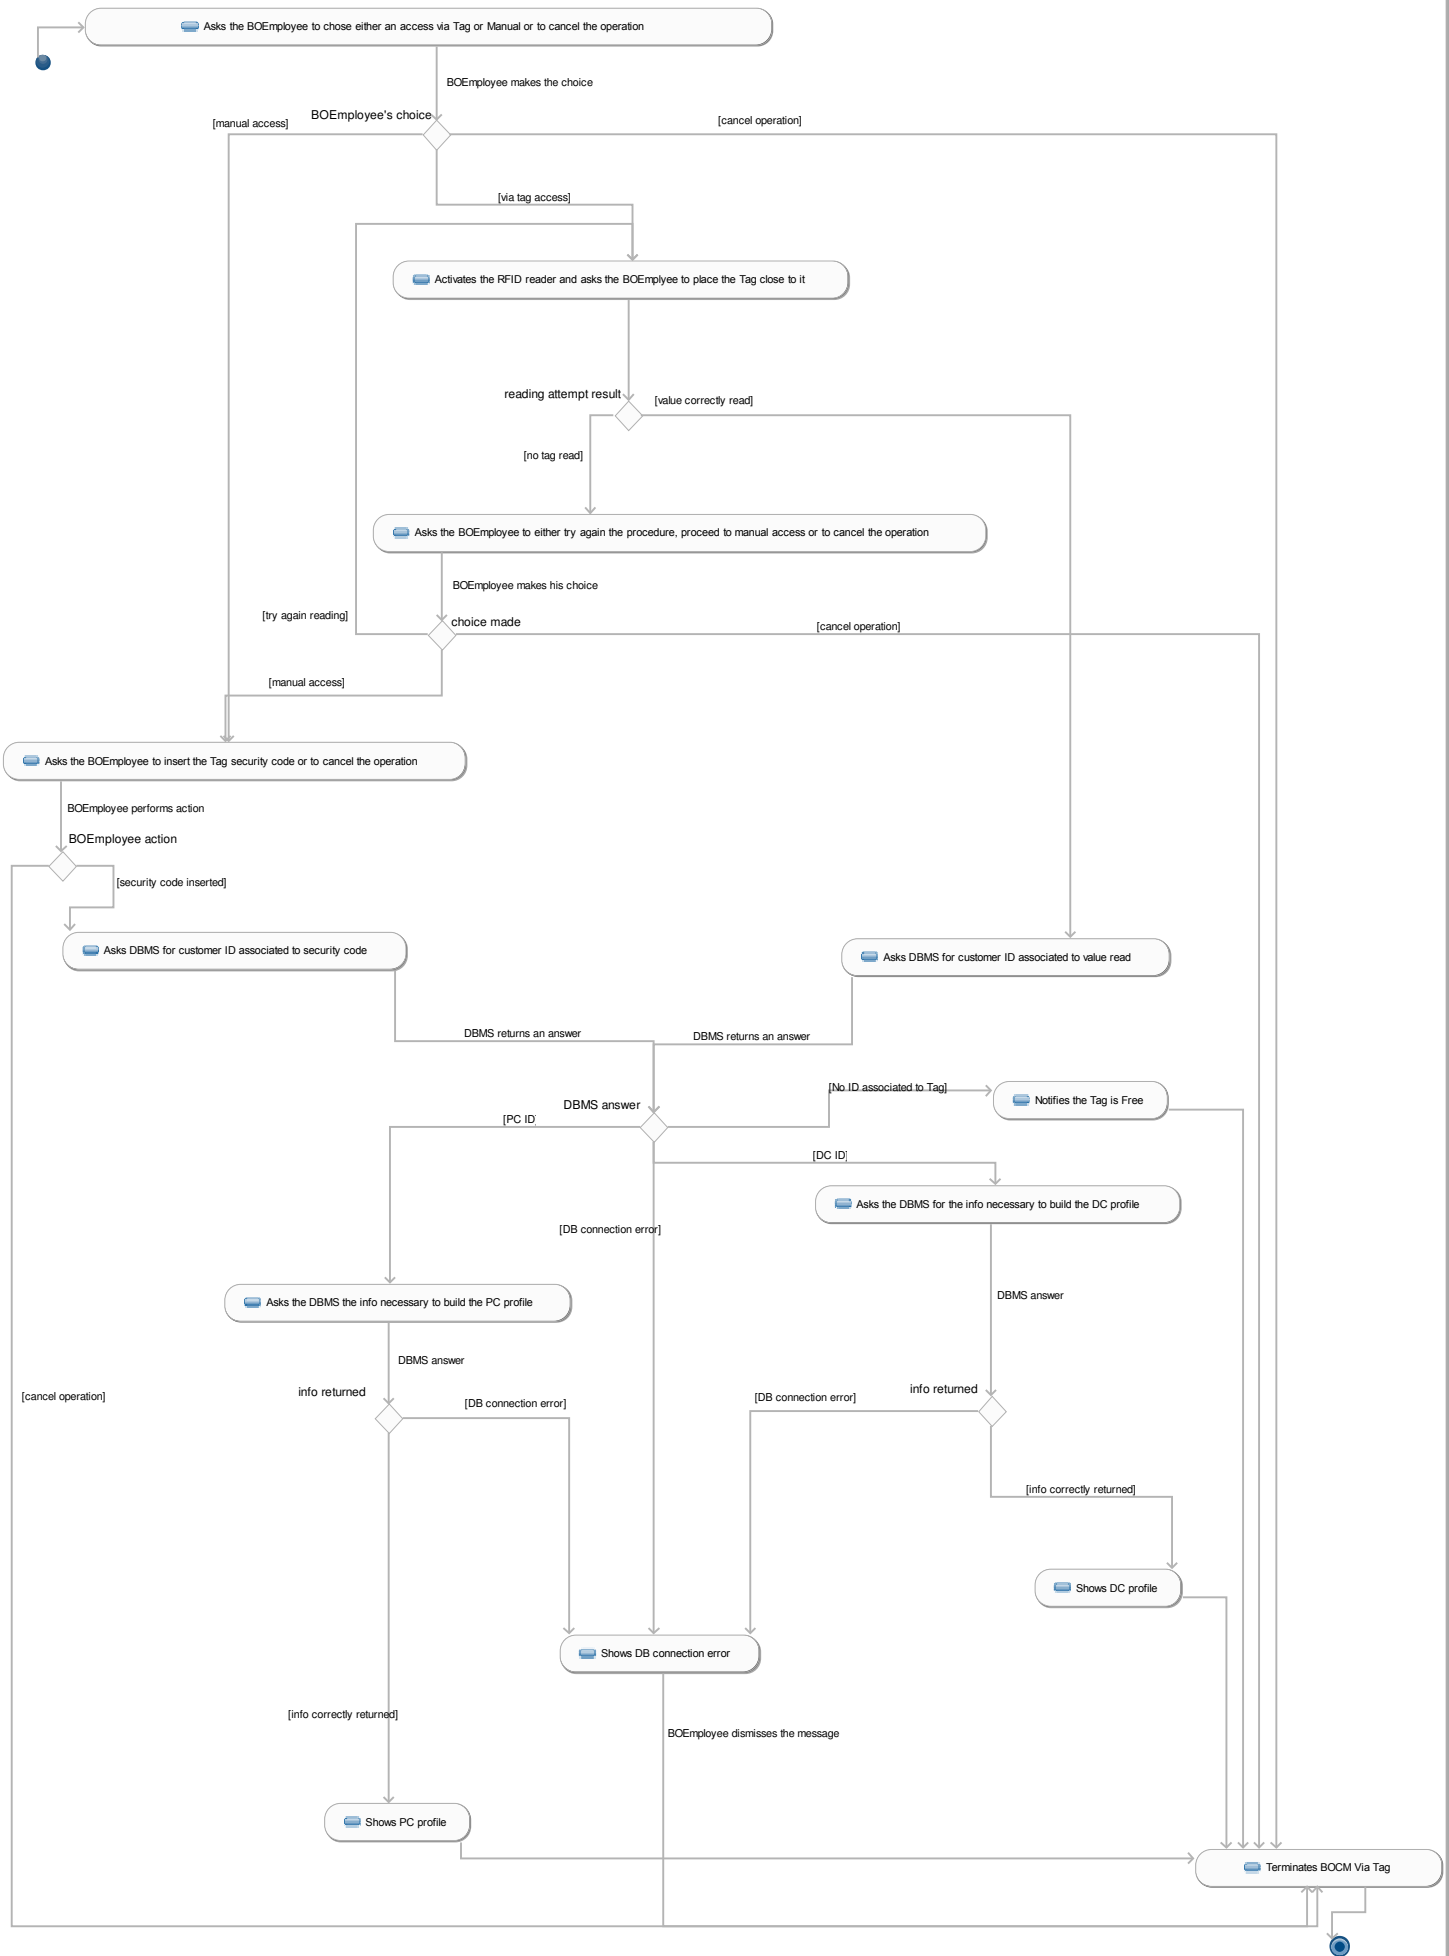 Asks the BOEmployee to chose either an access via Tag or Manual or to cancel the operation
BOEmployee makes the choice
BOEmployee's choice
[manual access]
[cancel operation]
[via tag access]
Activates the RFID reader and asks the BOEmplyee to place the Tag close to it
reading attempt result
[value correctly read]
[no tag read]
Asks the BOEmployee to either try again the procedure, proceed to manual access or to cancel the operation
BOEmployee makes his choice
[try again reading]
choice made
[cancel operation]
[manual access]
Asks the BOEmployee to insert the Tag security code or to cancel the operation
BOEmployee performs action
BOEmployee action
[security code inserted]
Asks DBMS for customer ID associated to security code
Asks DBMS for customer ID associated to value read
DBMS returns an answer
DBMS returns an answer
[No ID associated to Tag]
Notifies the Tag is Free
DBMS answer
[PC ID]
[DC ID]
Asks the DBMS for the info necessary to build the DC profile
[DB connection error]
DBMS answer
Asks the DBMS the info necessary to build the PC profile
DBMS answer
[cancel operation]
info returned
[DB connection error]
[DB connection error]
info returned
[info correctly returned]
Shows DC profile
Shows DB connection error
[info correctly returned]
BOEmployee dismisses the message
Shows PC profile
Terminates BOCM Via Tag